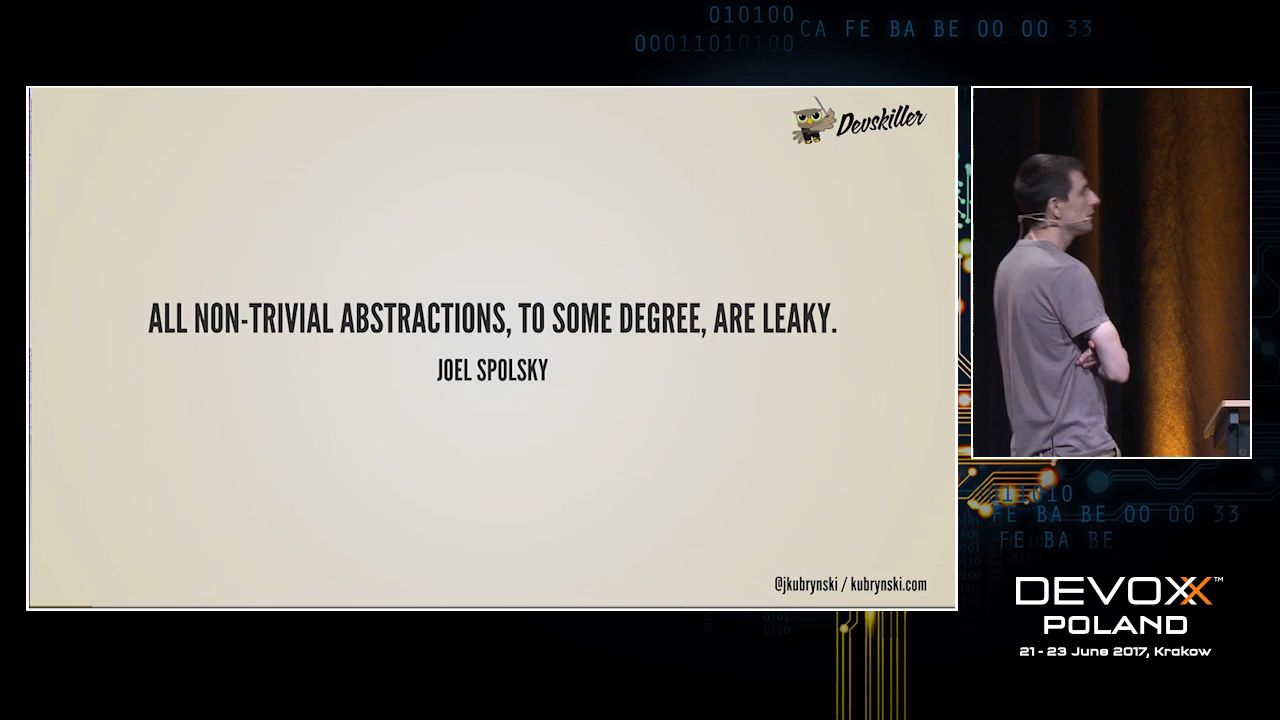 010100
00011010100
CA FE BA BE 00 00 33
Devskiller
ALL NON-TRIVIAL ABSTRACTIONS, TO SOME DEGREE, ARE LEAKY.
JOEL SPOLSKY
@jkubrynski / kubrynski.com
011010
FE BA BE 00 00 33
FE BA BE
DEVOXX™
POLAND
21 - 23 June 2017, Krakow